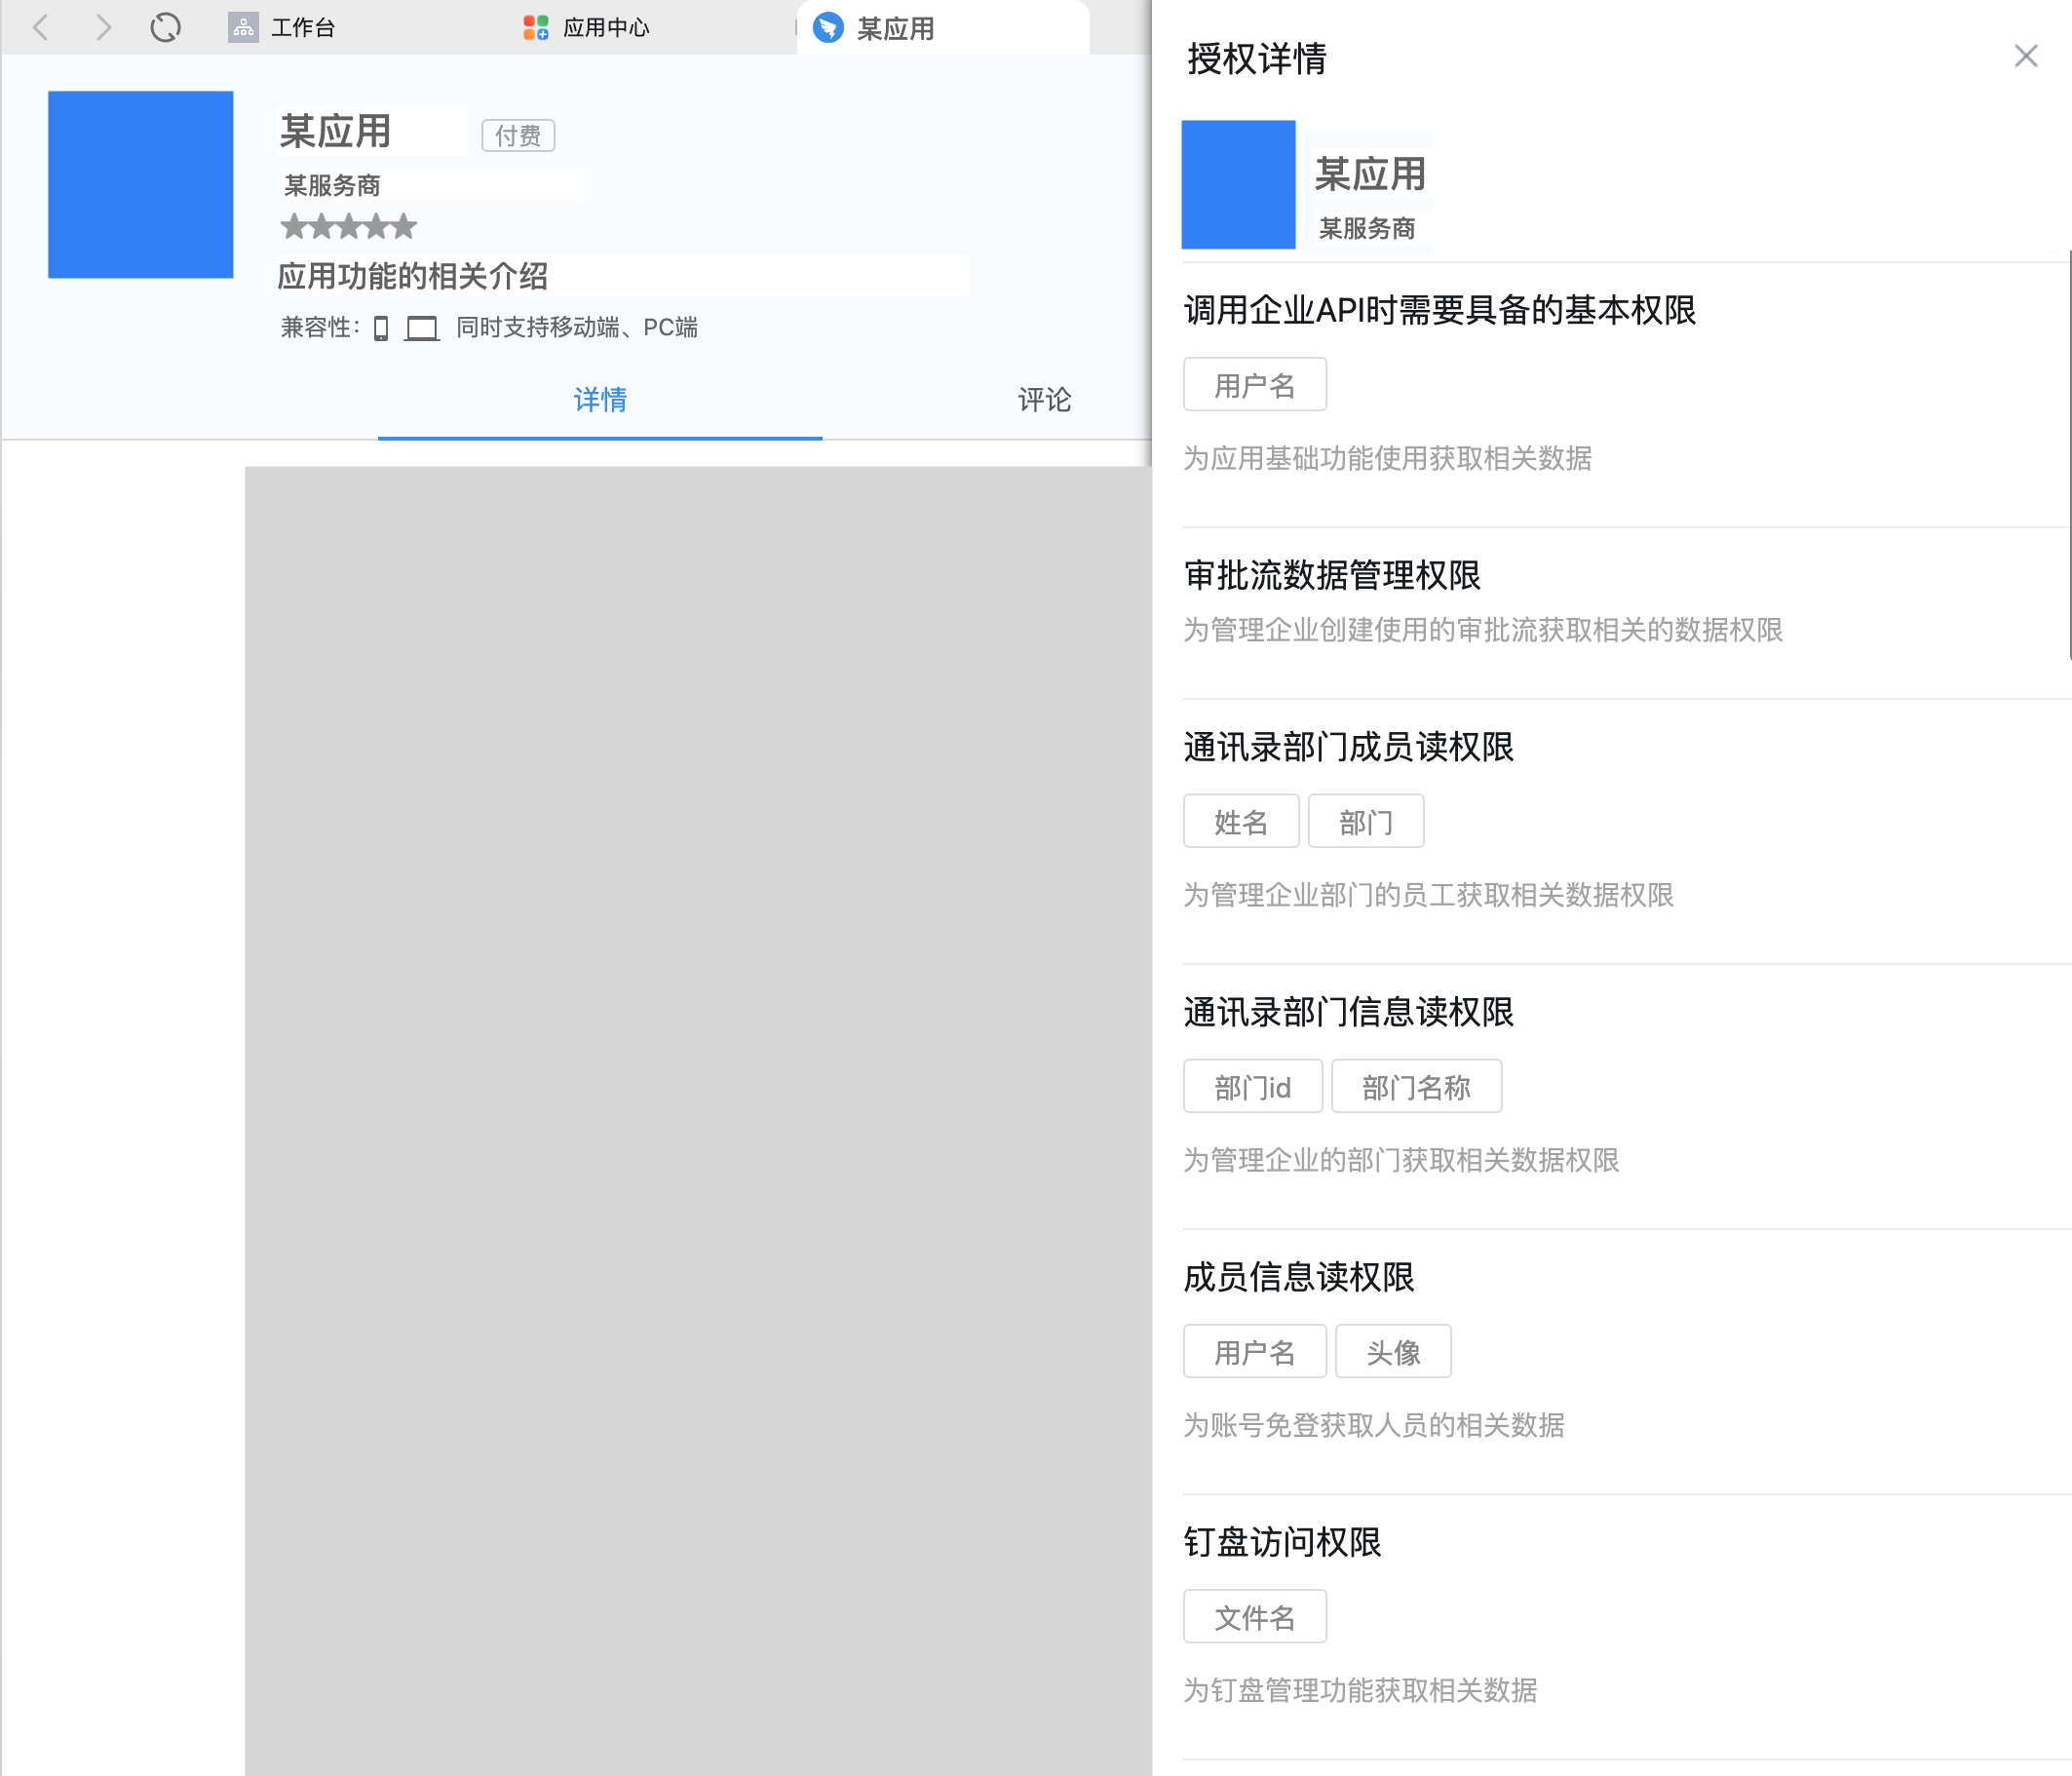 工作台
应用中心
某应用
某应用
付费
某服务商
应用功能的相关介绍
兼容性：
同时支持移动端、PC端
详情
评论
授权详情
某应用
某服务商
调用企业API时需要具备的基本权限
用户名
为应用基础功能使用获取相关数据
审批流数据管理权限
为管理企业创建使用的审批流获取相关的数据权限
通讯录部门成员读权限
姓名 部门
为管理企业部门的员工获取相关数据权限
通讯录部门信息读权限
部门id 部门名称
为管理企业的部门获取相关数据权限
成员信息读权限
用户名 头像
为账号免登获取人员的相关数据
钉盘访问权限
文件名
为钉盘管理功能获取相关数据